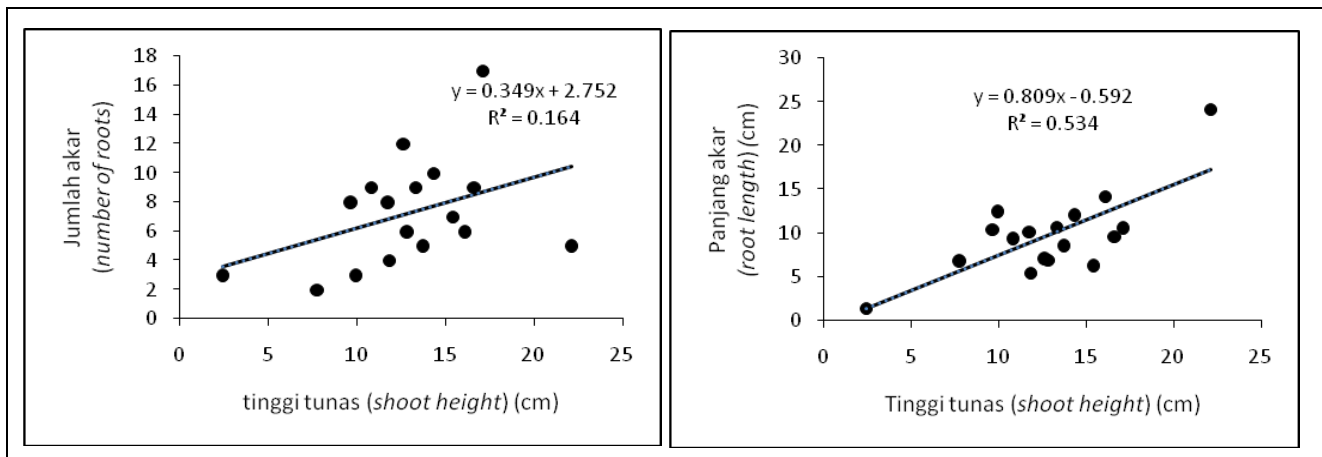 Jumlah akar
(number of roots)
18
16
14
12
10
8
6
4
2
0
y = 0.349x + 2.752
R² = 0.164
0 5 10 15 20 25
tinggi tunas (shoot height) (cm)
Panjang akar
(root length) (cm)
30
25
20
15
10
5
0
y = 0.809x - 0.592
R² = 0.534
0 5 10 15 20 25
Tinggi tunas (shoot height) (cm)